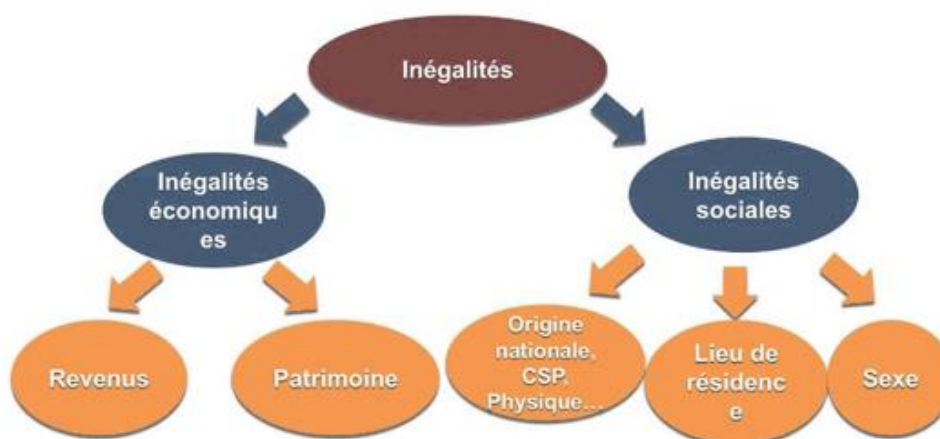 Inégalités
Inégalités
économiqu
es
Inégalités
sociales
Revenus
Patrimoine
Origine
nationale,
CSP,
Physique…
Lieu de
résidenc
e
Sexe